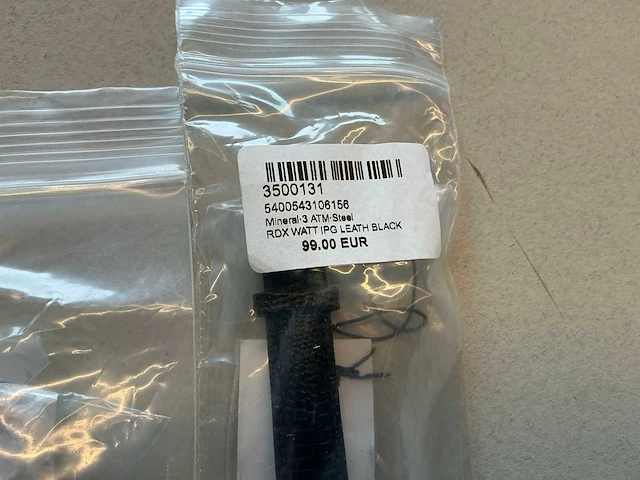 3500131
5400543106156
Mineral·3 ATM·Steel
RDX WATT IPG LEATH BLACK
99.00 EUR